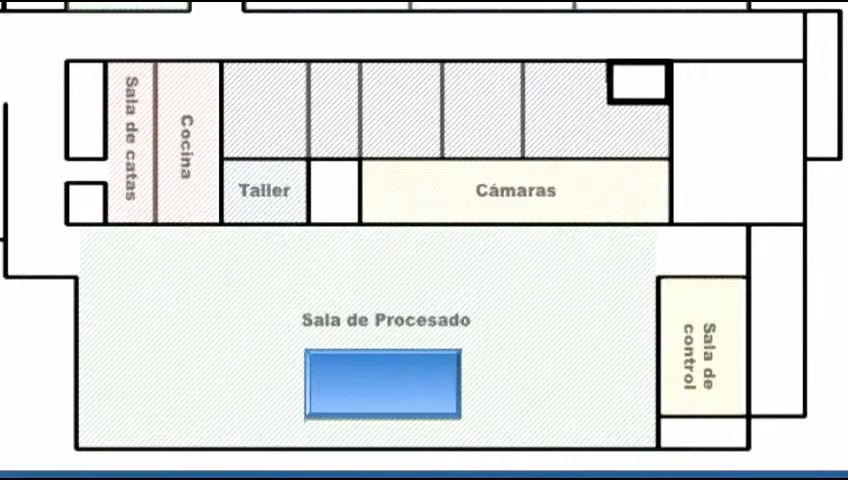 Sala de catas
Cocina
Taller
Cámaras
Sala de Procesado
Sala de
control